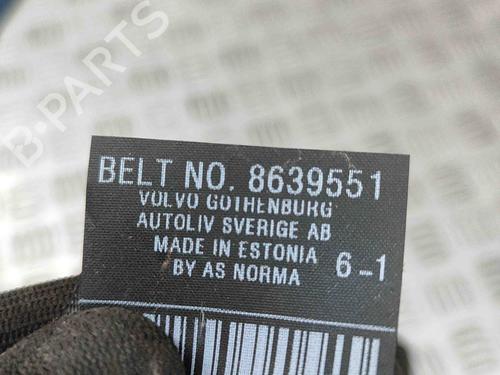 B-PARTS
BELT NO. 8639551
VOLVO GOTHENBURG
AUTOLIV SVERIGE AB
MADE IN ESTONIA
BY AS NORMA 6-1